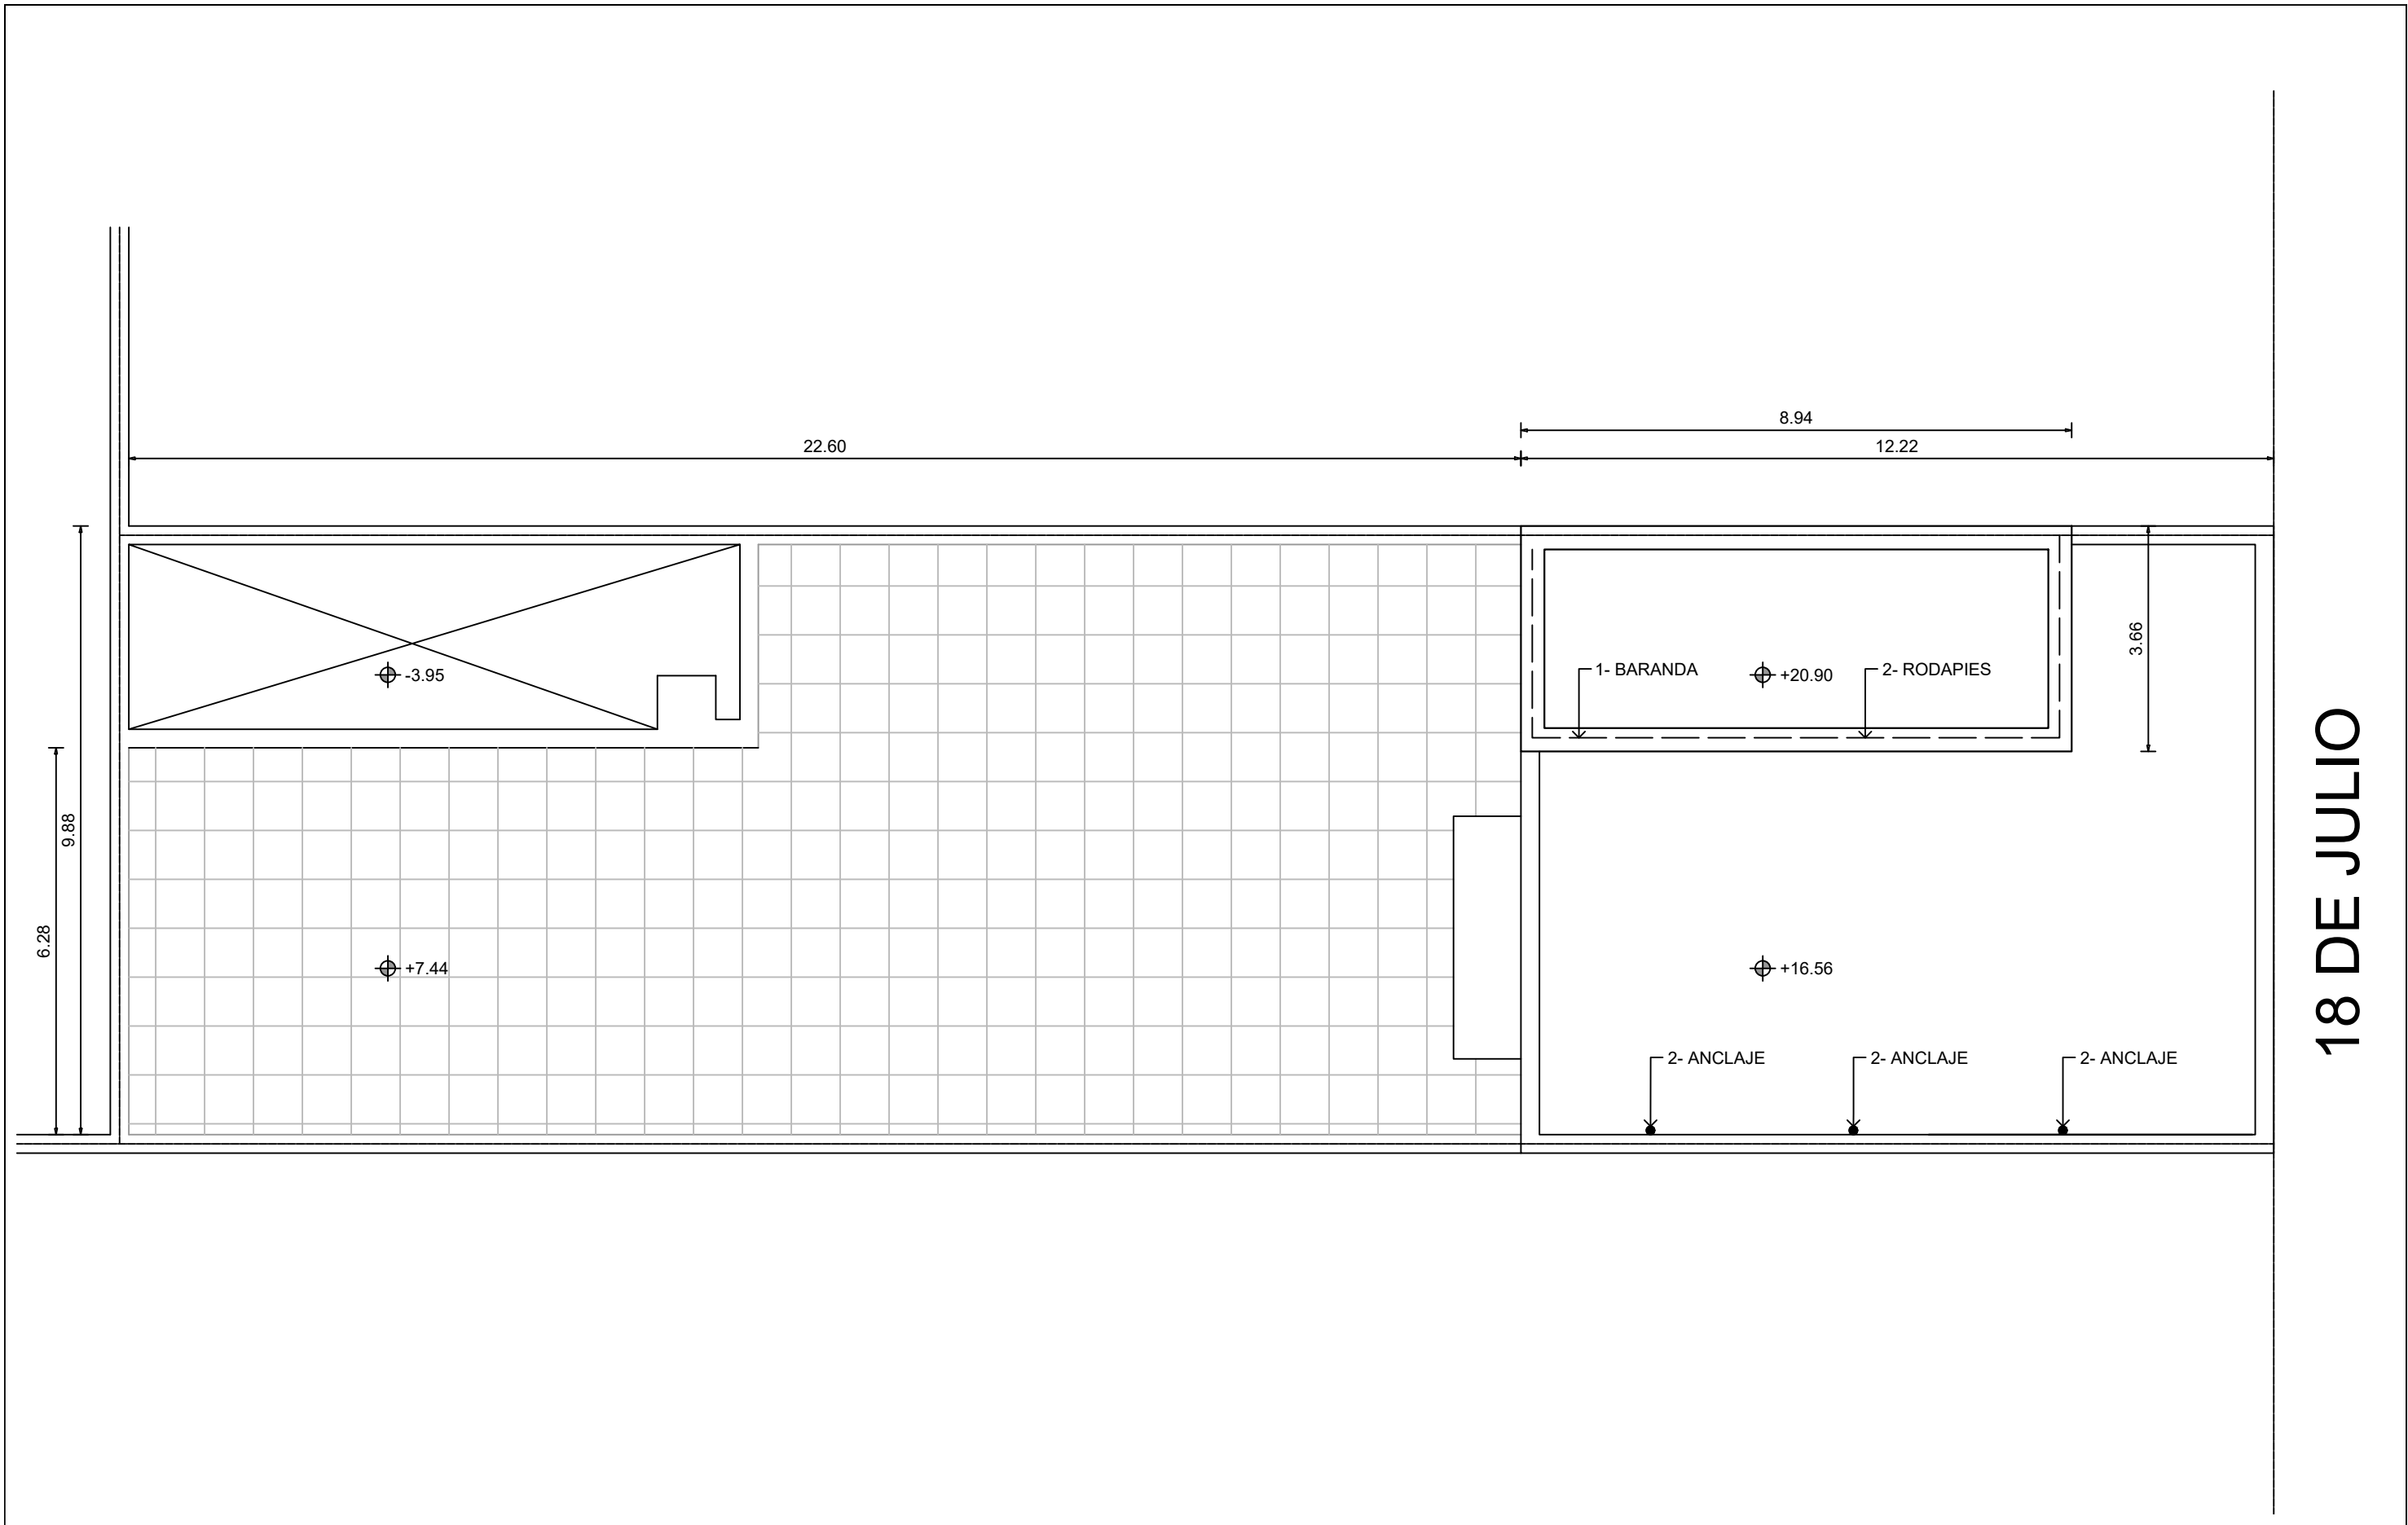 8.94
22.60
12.22
3.66
1- BARANDA
+20.90
2- RODAPIES
-3.95
9.88
6.28
+7.44
+16.56
18 DE JULIO
2- ANCLAJE
2- ANCLAJE
2- ANCLAJE